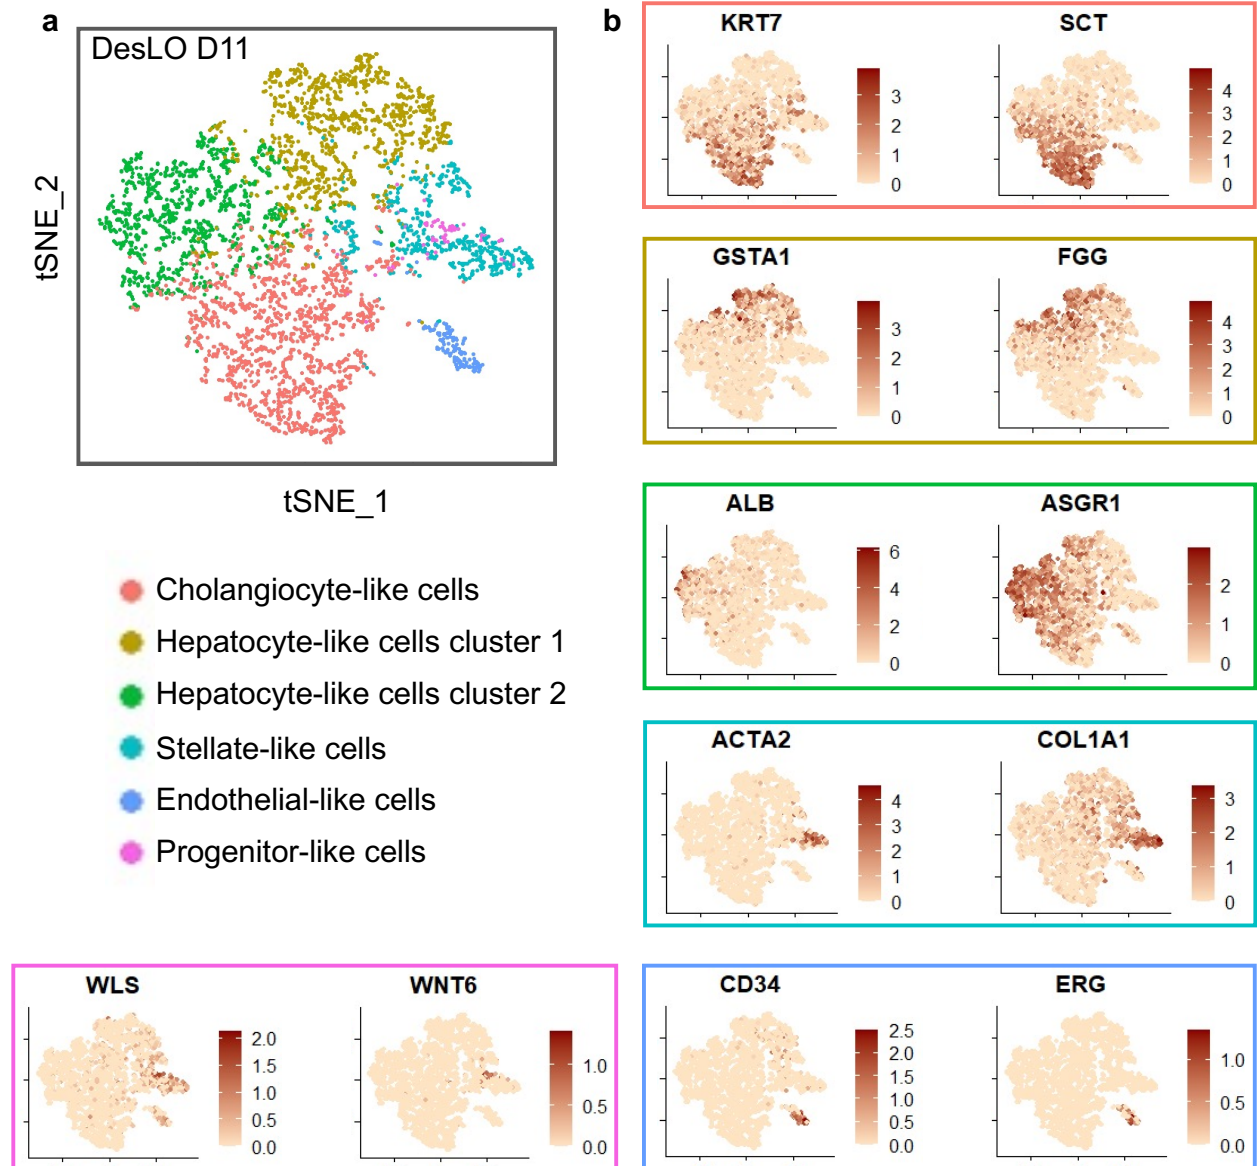 a
DesLO D11
tSNE_2
tSNE_1
Cholangiocyte-like cells
Hepatocyte-like cells cluster 1
Hepatocyte-like cells cluster 2
Stellate-like cells
Endothelial-like cells
Progenitor-like cells
b
KRT7
3
2
1
0
SCT
4
3
2
1
0
GSTA1
3
2
1
0
FGG
4
3
2
1
0
ALB
6
4
2
0
ASGR1
2
1
0
ACTA2
4
3
2
1
0
COL1A1
3
2
1
0
WLS
2.0
1.5
1.0
0.5
0.0
WNT6
1.0
0.5
0.0
CD34
2.5
2.0
1.5
1.0
0.5
0.0
ERG
1.0
0.5
0.0